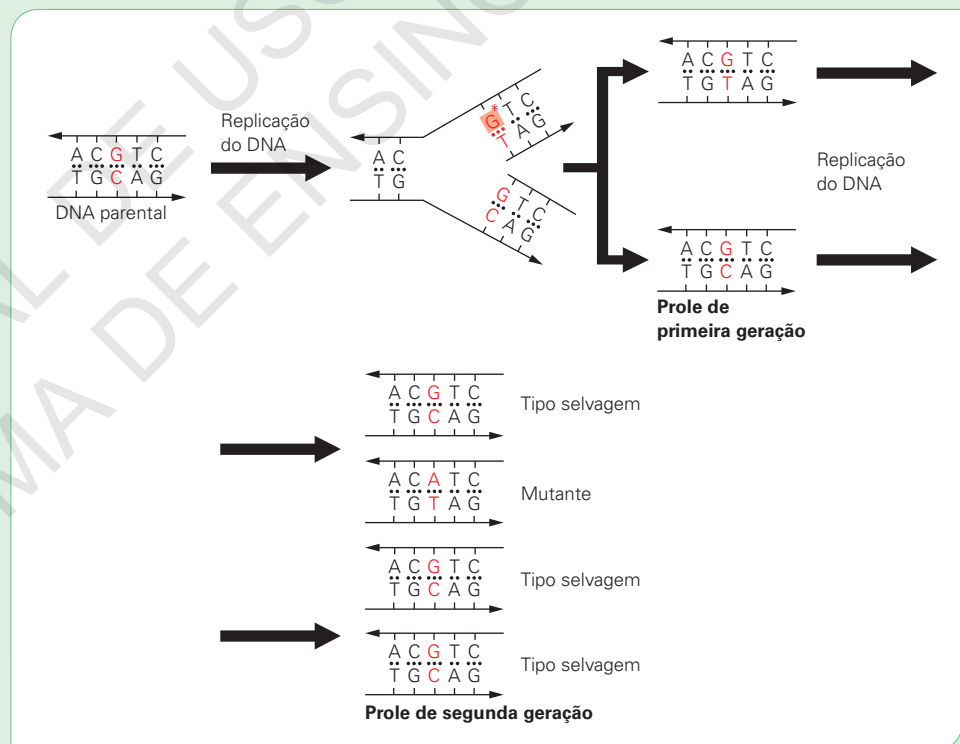 Replicação
do DNA
A C G T C
T G C A G
DNA parental
A C
T G
G* T C
T A G
G T C
C A G
A C G T C
T G T A G
Replicação
do DNA
A C G T C
T G C A G
Prole de
primeira geração
A C G T C
T G C A G
Tipo selvagem
A C A T C
T G T A G
Mutante
A C G T C
T G C A G
Tipo selvagem
A C G T C
T G C A G
Tipo selvagem
Prole de segunda geração